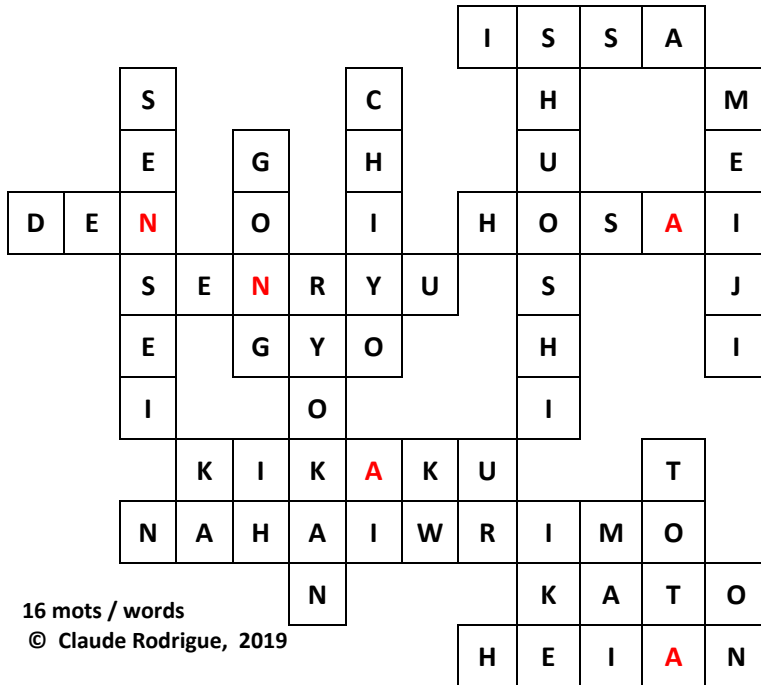 I S S A
S C H M
E G H U E
D E N O I H O S A I
S E N R Y U S J
E G Y O H I
I O I
K I K A K U T
N A H A I W R I M O
N K A T O
16 mots / words
© Claude Rodrigue, 2019
H E I A N